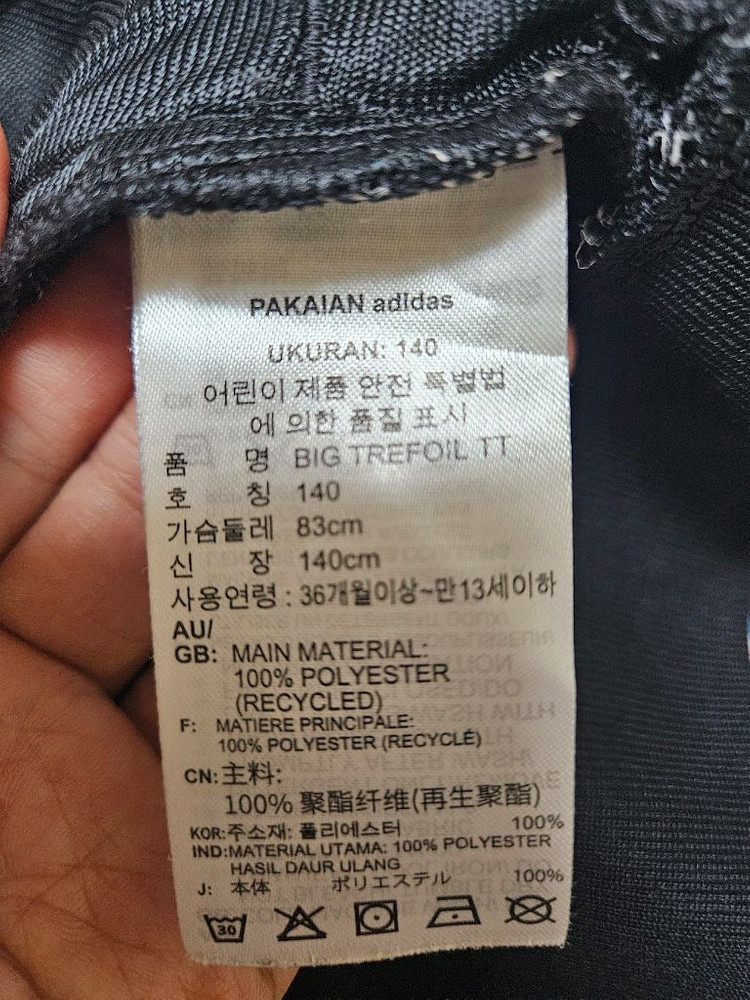 PAKAIAN adidas
UKURAN: 140
어린이 제품 안전 특별법
에 의한 품질 표시
품 명 BIG TREFOIL TT
호 칭 140
가슴둘레 83cm
신 장 140cm
사용연령 : 36개월이상~만13세이하
AU/
GB: MAIN MATERIAL:
100% POLYESTER
(RECYCLED)
F: MATIERE PRINCIPALE:
100% POLYESTER (RECYCLÉ)
CN: 主料:
100% 聚酯纤维(再生聚酯)
KOR: 주소재: 폴리에스터 100%
IND: MATERIAL UTAMA: 100% POLYESTER
HASIL DAUR ULANG
J: 本体 ポリエステル 100%
30